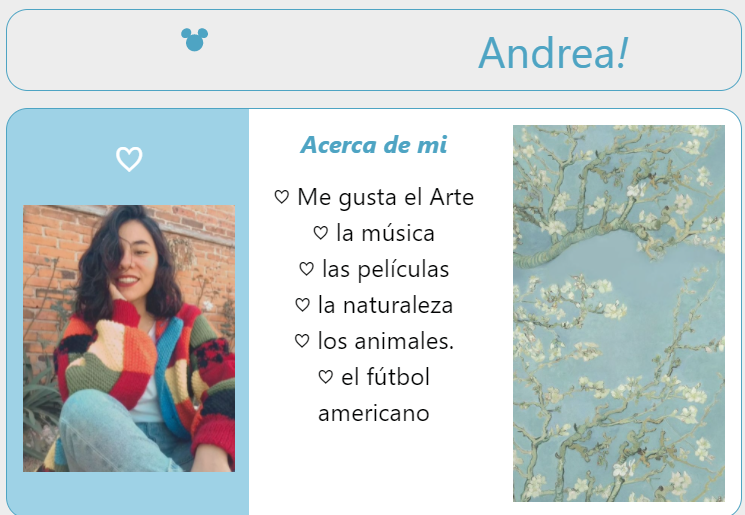 Andrea!
Acerca de mi
♡ Me gusta el Arte
♡ la música
♡ las películas
♡ la naturaleza
♡ los animales.
♡ el fútbol
americano